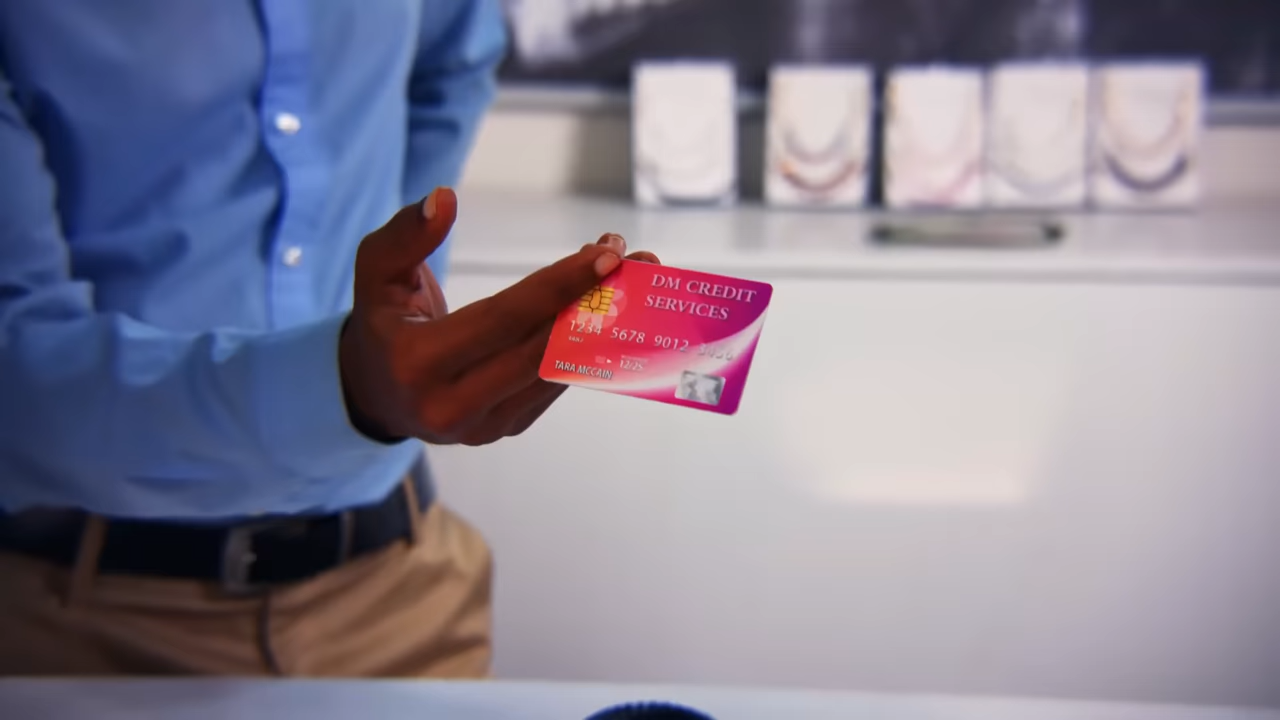 DM CREDIT
SERVICES
1234 5678 9012
12/25
TARA MCCAIN